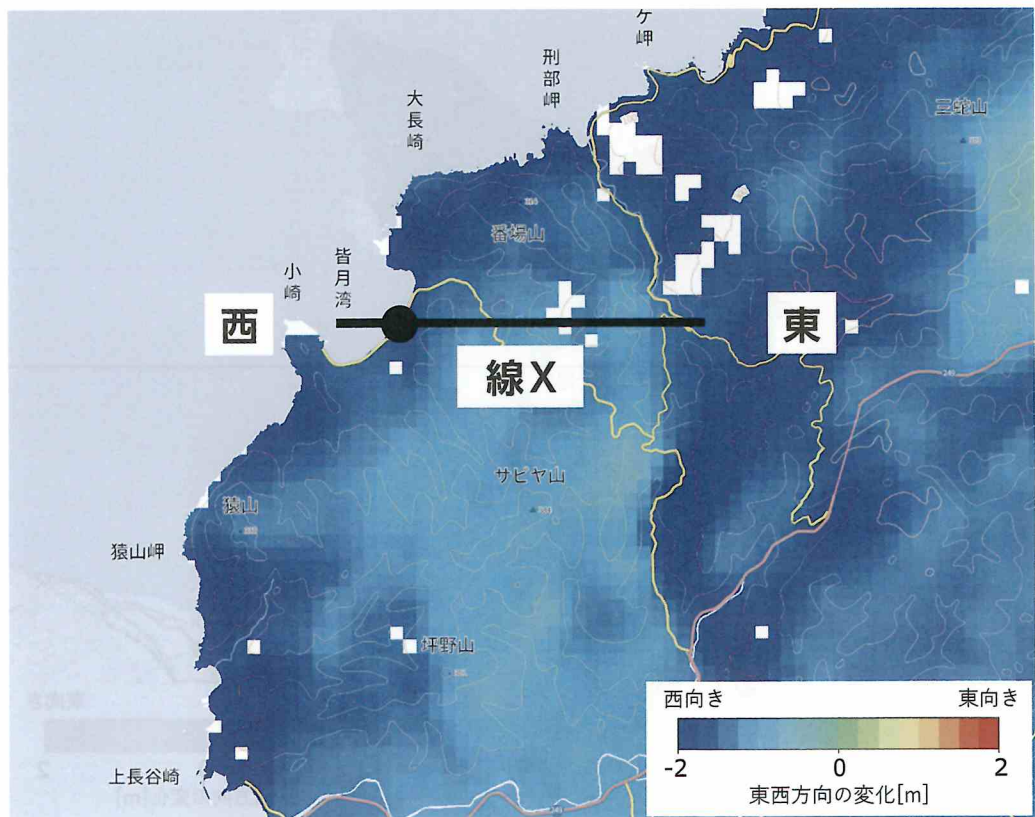 ケ岬
刑部岬
大長崎
三蛇山
番場山
皆月湾
小崎
西
東
線X
249
サピヤ山
猿山
猿山岬
坪野山
上長谷崎
西向き
東向き
-2
0
2
東西方向の変化[m]